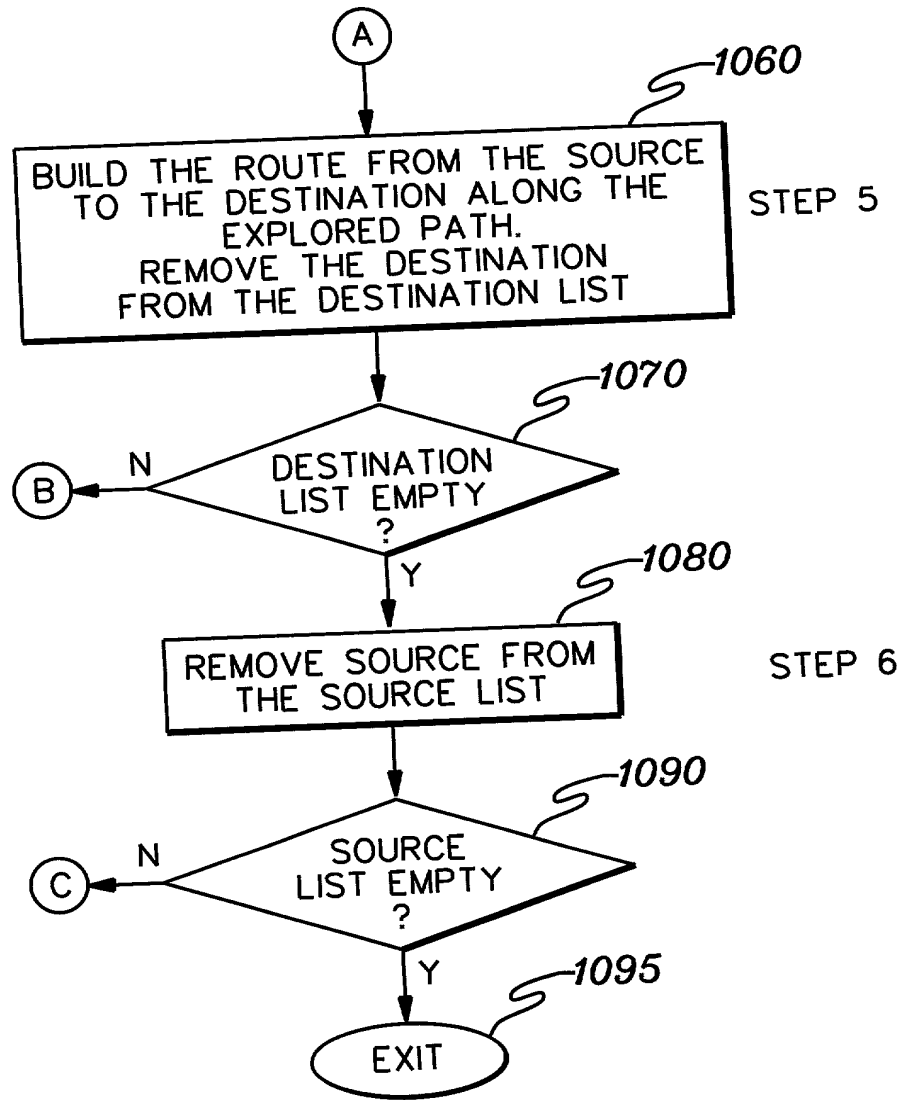 A
1060
BUILD THE ROUTE FROM THE SOURCE
TO THE DESTINATION ALONG THE
EXPLORED PATH.
REMOVE THE DESTINATION
FROM THE DESTINATION LIST
STEP 5
1070
DESTINATION
LIST EMPTY
?
N
B
Y
1080
REMOVE SOURCE FROM
THE SOURCE LIST
STEP 6
1090
SOURCE
LIST EMPTY
?
N
C
Y
1095
EXIT